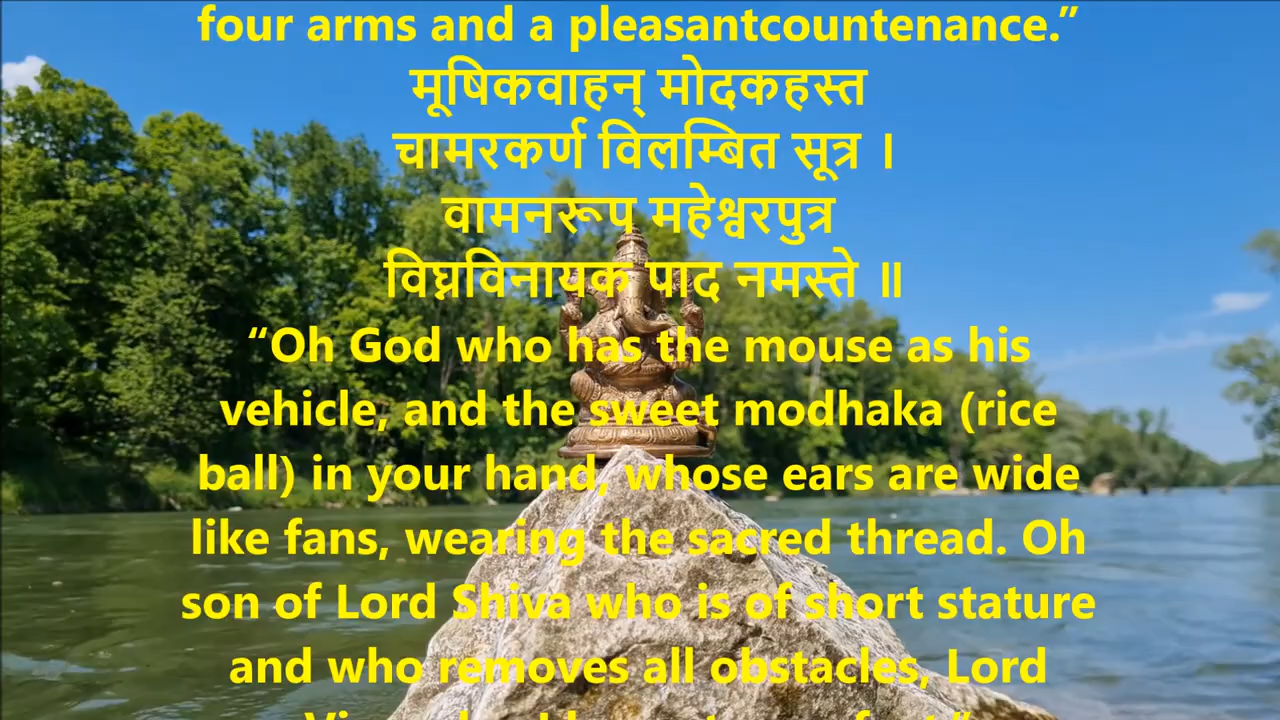 four arms and a pleasantcountenance.”
मूषिकवाहन् मोदकहस्त
चामरकर्ण विलम्बित सूत्र ।
वामनरूप महेश्वरपुत्र
विघ्नविनायक पाद नमस्ते ॥
“Oh God who has the mouse as his
vehicle, and the sweet modhaka (rice
ball) in your hand, whose ears are wide
like fans, wearing the sacred thread. Oh
son of Lord Shiva who is of short stature
and who removes all obstacles, Lord